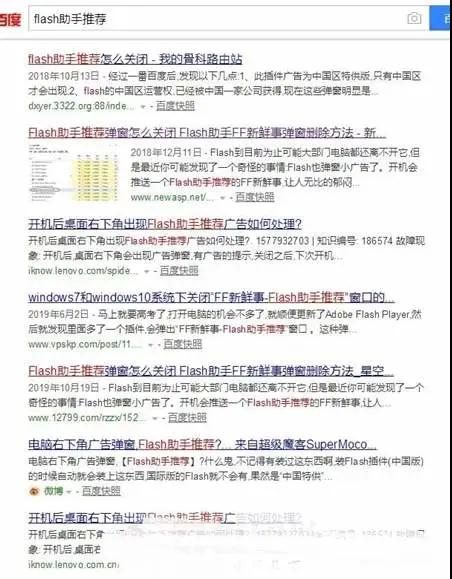 百度 flash助手推荐 百
flash助手推荐怎么关闭 - 我的骨科路由站
2018年10月13日 - 经过一番百度后,发现以下几点:1、此插件广告为中国区特供版,只有中国区
才会出现;2、flash的中国区运营权,已经被中国一家公司获得,现在这些弹窗明显是...
dxyer.3322.org:88/inde... - 百度快照
Flash助手推荐弹窗怎么关闭 Flash助手FF新鲜事弹窗删除方法 - 新...
2018年12月11日 - Flash到目前为止可能大部门电脑都还离不开它,但
是最近你可能发现了一个奇怪的事情:Flash也弹窗小广告了。开机会
推送一个Flash助手推荐的FF新鲜事,让人无比的郁闷...
www.newasp.net/... - 百度快照
开机后桌面右下角出现Flash助手推荐广告如何处理?
开机后桌面右下角出现Flash助手推荐广告如何处理?. 1577932703 | 知识编号: 186574 故障现
象: 开机后,桌面右下角会出现广告弹窗,有广告的提示,关闭之后,下次开机...
iknow.lenovo.com/spide... - 百度快照
windows7和windows10系统下关闭“FF新鲜事-Flash助手推荐”窗口的...
2019年6月2日 - 马上就要高考了,打开电脑的机会不多了,就顺便更新了Adobe Flash Player,然
后就发现里面多了一个插件,会弹出“FF新鲜事-Flash助手推荐”窗口 。这种弹...
www.vpskp.com/post/11... - 百度快照
Flash助手推荐弹窗怎么关闭 Flash助手FF新鲜事弹窗删除方法_星空...
2019年10月19日 - Flash到目前为止可能大部门电脑都还离不开它,但是最近你可能发现了一个
奇怪的事情:Flash也弹窗小广告了。开机会推送一个Flash助手推荐的FF新鲜事,让人...
www.12799.com/rzzx/152... - 百度快照
电脑右下角广告弹窗,Flash助手推荐?... 来自超级魔客SuperMoco...
电脑右下角广告弹窗,【Flash助手推荐】?什么鬼,不记得有装过这东西啊,装Flash插件(中国版)
的时候自动就会装上这东西,国际版的Flash就不会有,果然是“中国特供”...
微博 - 百度快照
开机后桌面右下角出现Flash助手推荐广告如何处理?
开机后桌面右下角出现Flash助手推荐广告如何处理?. 186574 故障现
象: 开机后,桌面右下角
iknow.lenovo.com.cn